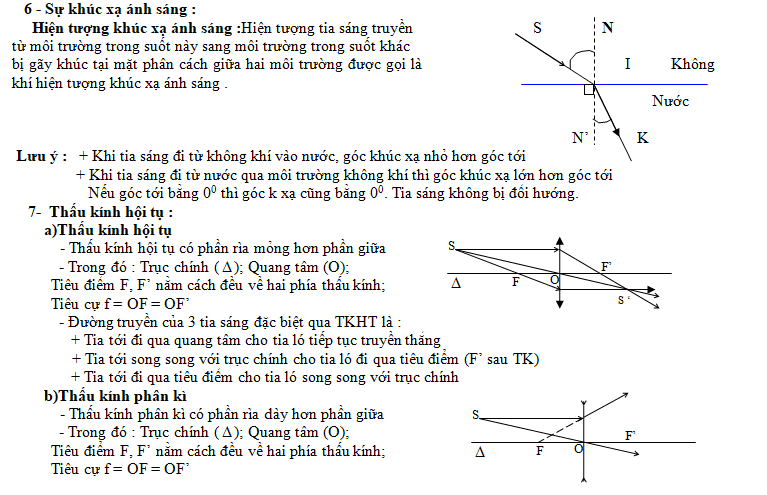 6 - Sự khúc xạ ánh sáng :
Hiện tượng khúc xạ ánh sáng :Hiện tượng tia sáng truyền
từ môi trường trong suốt này sang môi trường trong suốt khác
bị gãy khúc tại mặt phân cách giữa hai môi trường được gọi là
khí hiện tượng khúc xạ ánh sáng .
S N
I Không
Nước
N’ K
Lưu ý : + Khi tia sáng đi từ không khí vào nước, góc khúc xạ nhỏ hơn góc tới
+ Khi tia sáng đi từ nước qua môi trường không khí thì góc khúc xạ lớn hơn góc tới
Nếu góc tới bằng 0⁰ thì góc k xạ cũng bằng 0⁰. Tia sáng không bị đổi hướng.
7- Thấu kính hội tụ :
a)Thấu kính hội tụ
- Thấu kính hội tụ có phần rìa mỏng hơn phần giữa
- Trong đó : Trục chính (Δ); Quang tâm (O);
Tiêu điểm F, F’ nằm cách đều về hai phía thấu kính;
Tiêu cự f = OF = OF’
S
F’
Δ F O
S ‘
- Đường truyền của 3 tia sáng đặc biệt qua TKHT là :
+ Tia tới đi qua quang tâm cho tia ló tiếp tục truyền thẳng
+ Tia tới song song với trục chính cho tia ló đi qua tiêu điểm (F’ sau TK)
+ Tia tới đi qua tiêu điểm cho tia ló song song với trục chính
b)Thấu kính phân kì
- Thấu kính phân kì có phần rìa dày hơn phần giữa
- Trong đó : Trục chính (Δ); Quang tâm (O);
Tiêu điểm F, F’ nằm cách đều về hai phía thấu kính;
Tiêu cự f = OF = OF’
S
F’
Δ F O